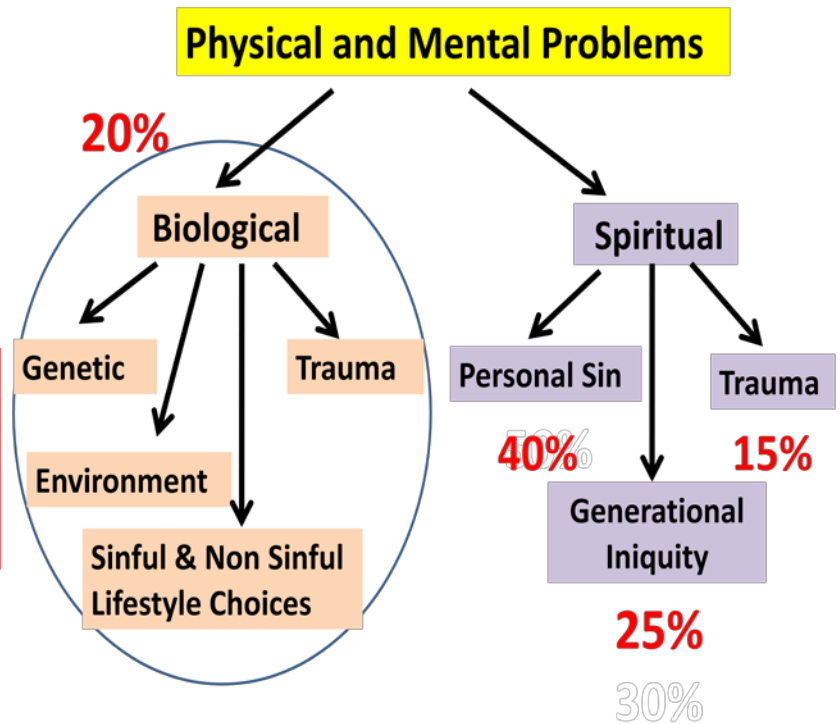 Physical and Mental Problems
20%
Biological
Spiritual
Genetic
Trauma
Personal Sin
Trauma
50%
40%
15%
Environment
Generational
Iniquity
Sinful & Non Sinful
Lifestyle Choices
25%
30%